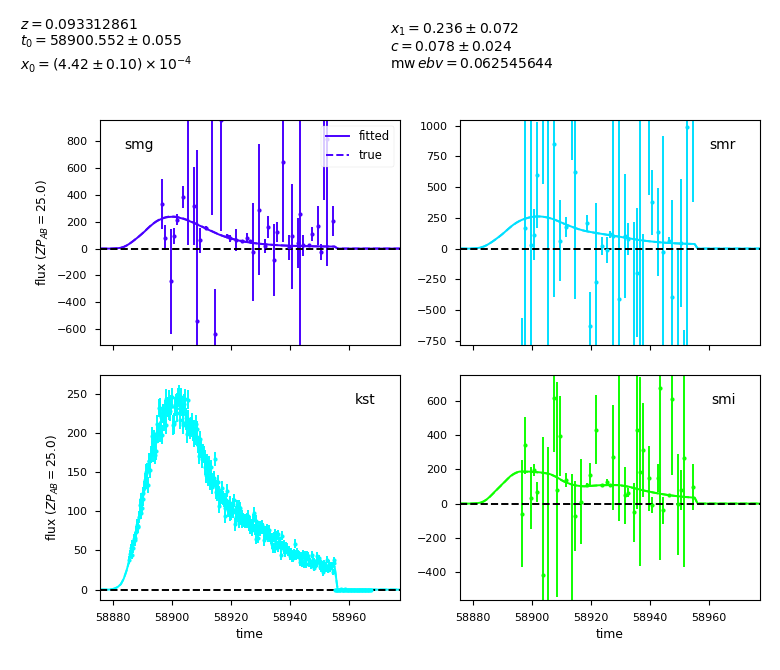 z = 0.093312861
t₀ = 58900.552 ± 0.055
x₀ = (4.42 ± 0.10) × 10⁻⁴
x₁ = 0.236 ± 0.072
c = 0.078 ± 0.024
mwebv = 0.062545644
smg
fitted
true
800
600
400
200
0
−200
−400
−600
flux (ZP_AB = 25.0)
smr
1000
750
500
250
0
−250
−500
−750
kst
250
200
150
100
50
0
flux (ZP_AB = 25.0)
58880 58900 58920 58940 58960
time
smi
600
400
200
0
−200
−400
58880 58900 58920 58940 58960
time